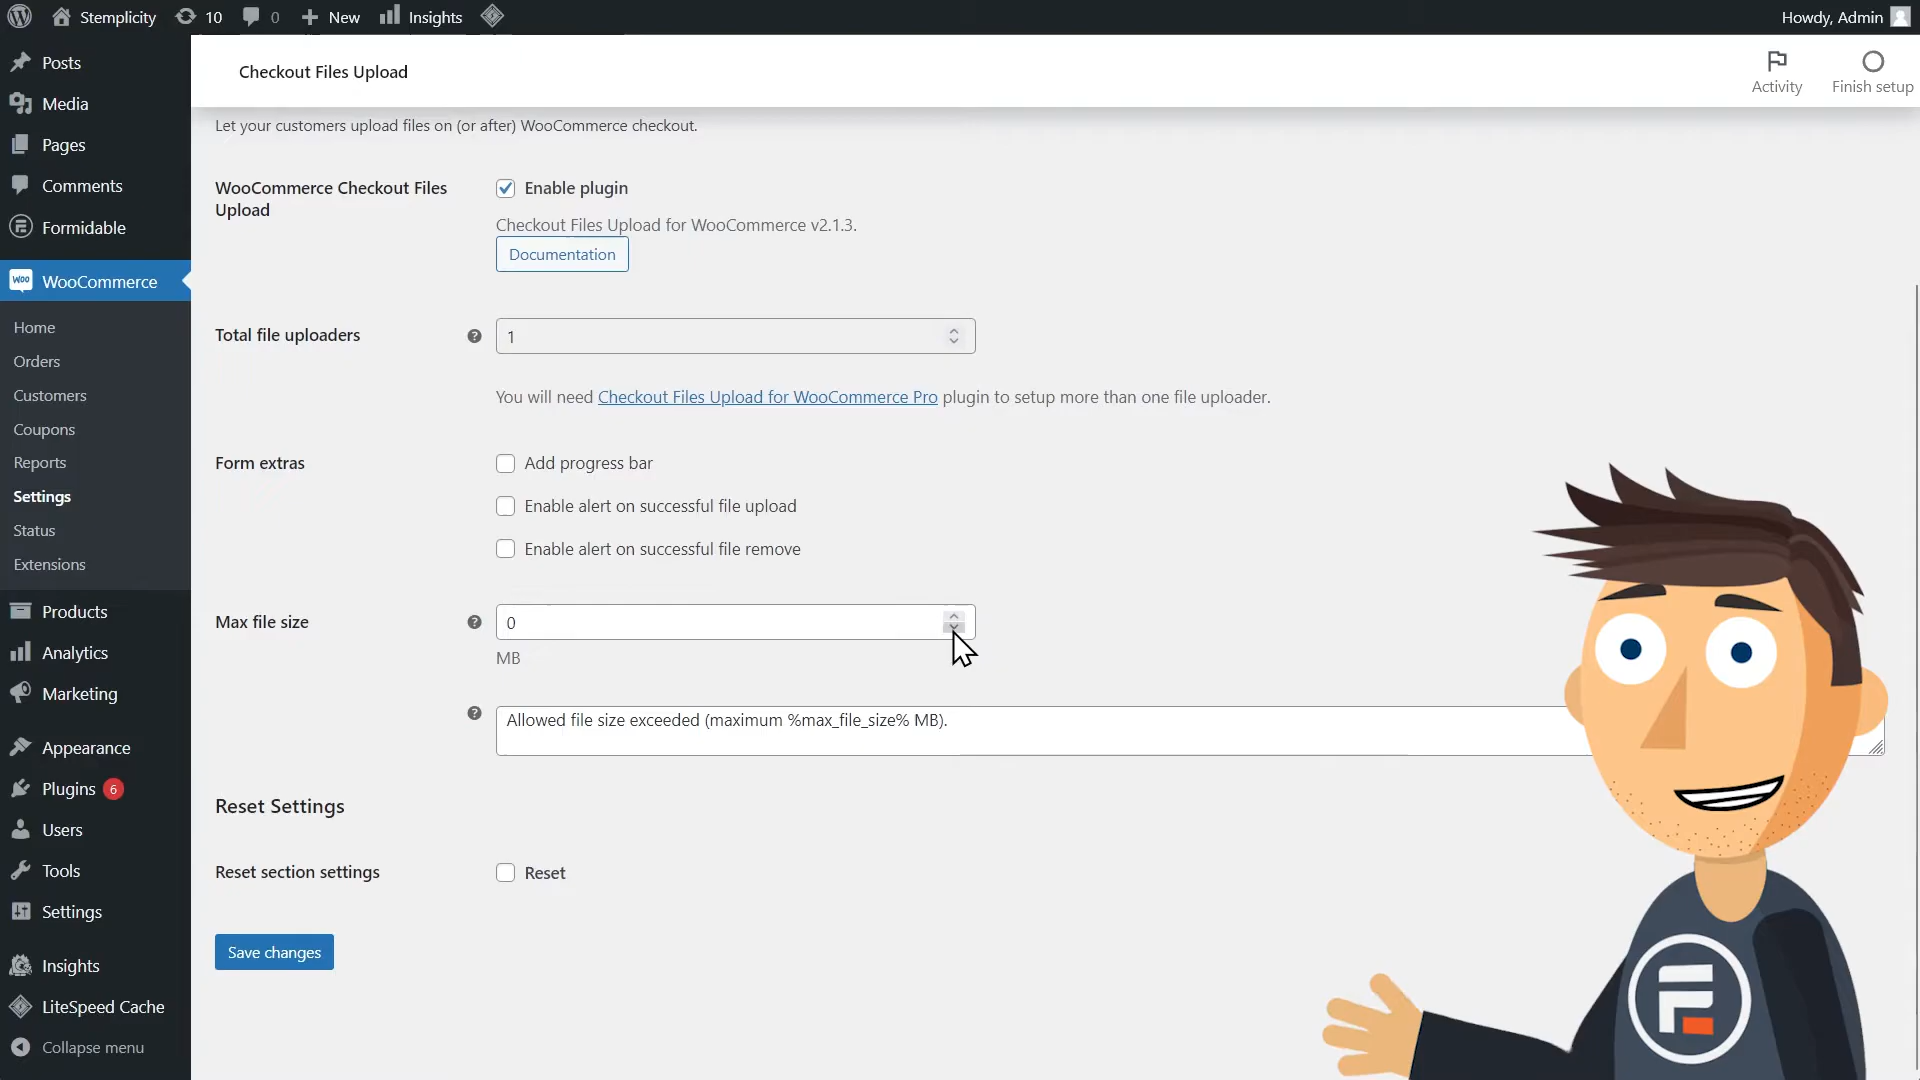 Stemplicity
10
0
New
Insights
Howdy, Admin
Posts
Media
Pages
Comments
Formidable
WOO
WooCommerce
Home
Orders
Customers
Coupons
Reports
Settings
Status
Extensions
Products
Analytics
Marketing
Appearance
Plugins 6
Users
Tools
Settings
Insights
LiteSpeed Cache
Collapse menu
Checkout Files Upload
Activity
Finish setup
Let your customers upload files on (or after) WooCommerce checkout.
WooCommerce Checkout Files
Upload
Enable plugin
Checkout Files Upload for WooCommerce v2.1.3.
Documentation
Total file uploaders
?
1
You will need Checkout Files Upload for WooCommerce Pro plugin to setup more than one file uploader.
Form extras
Add progress bar
Enable alert on successful file upload
Enable alert on successful file remove
Max file size
?
0
MB
?
Allowed file size exceeded (maximum %max_file_size% MB).
Reset Settings
Reset section settings
Reset
Save changes